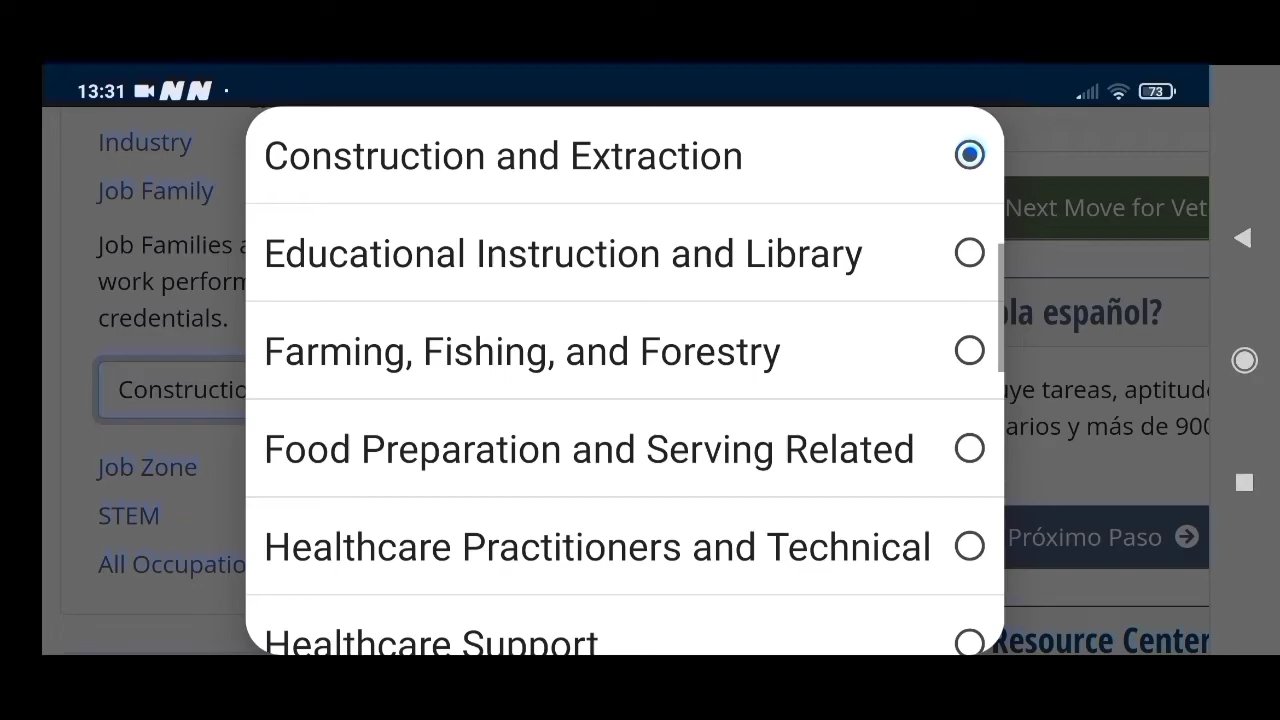 13:31
73
Industry
Job Family
Job Families a
work perform
credentials.
Constructio
Job Zone
STEM
All Occupatio
Construction and Extraction
Educational Instruction and Library
Farming, Fishing, and Forestry
Food Preparation and Serving Related
Healthcare Practitioners and Technical
Healthcare Support
Next Move for Vet
la español?
ye tareas, aptitud
arios y más de 900
Próximo Paso
Resource Center